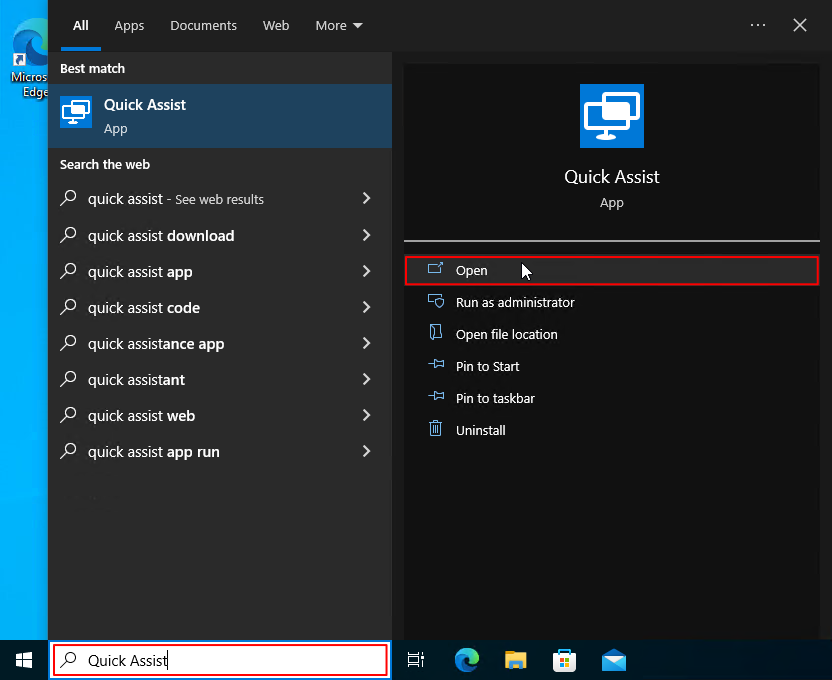 All Apps Documents Web More
Micros
Edge
Best match
Quick Assist
App
Search the web
quick assist - See web results
quick assist download
quick assist app
quick assist code
quick assistance app
quick assistant
quick assist web
quick assist app run
Quick Assist
App
Open
Run as administrator
Open file location
Pin to Start
Pin to taskbar
Uninstall
Quick Assist